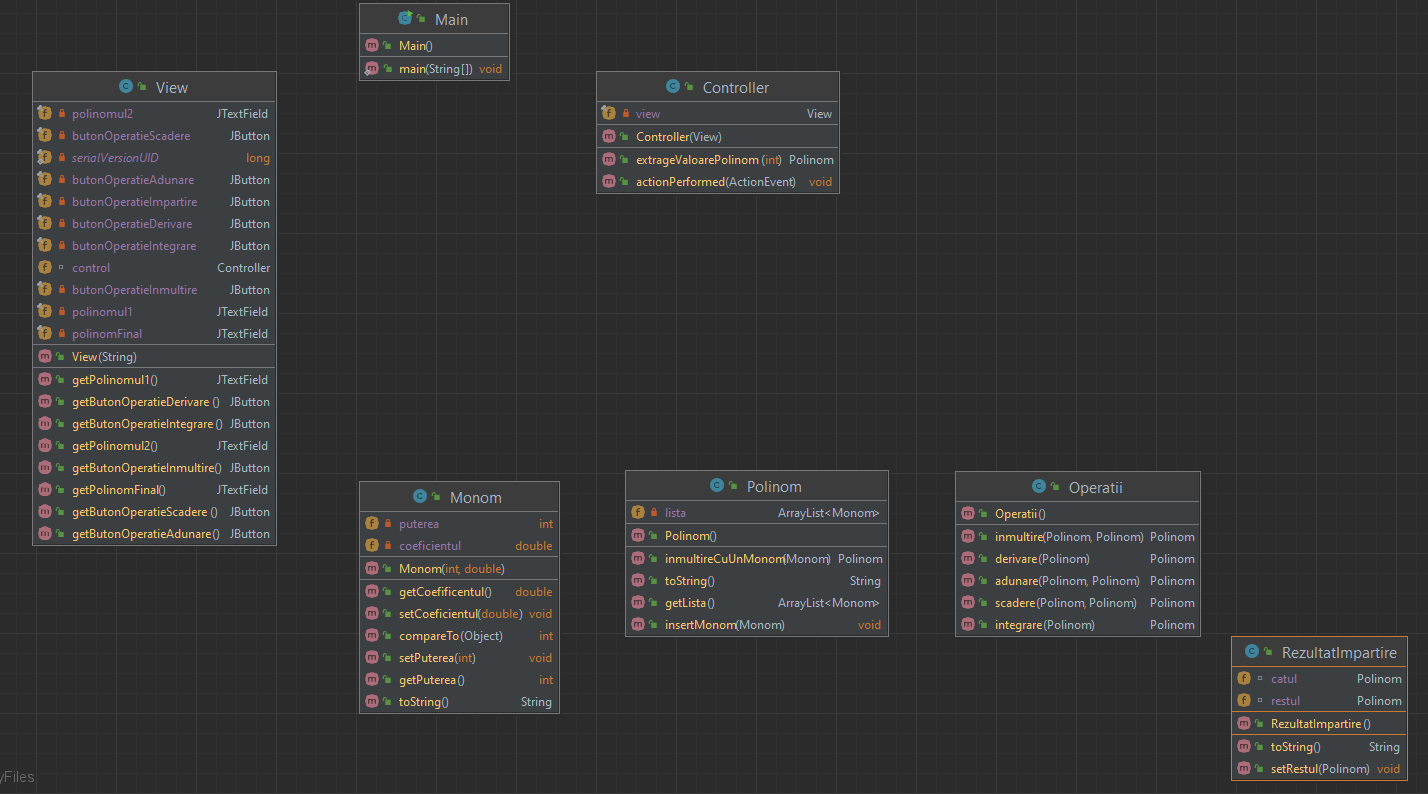 Main
Main()
main(String[]) void
View
polinomul2 JTextField
butonOperatieScadere JButton
serialVersionUID long
butonOperatieAdunare JButton
butonOperatieImpartire JButton
butonOperatieDerivare JButton
butonOperatieIntegrare JButton
control Controller
butonOperatieInmultire JButton
polinomul1 JTextField
polinomFinal JTextField
View(String)
getPolinomul1() JTextField
getButonOperatieDerivare () JButton
getButonOperatieIntegrare () JButton
getPolinomul2() JTextField
getButonOperatieInmultire() JButton
getPolinomFinal() JTextField
getButonOperatieScadere () JButton
getButonOperatieAdunare() JButton
Controller
view View
Controller(View)
extrageValoarePolinom (int) Polinom
actionPerformed(ActionEvent) void
Monom
puterea int
coeficientul double
Monom(int, double)
getCoefificentul() double
setCoeficientul(double) void
compareTo(Object) int
setPuterea(int) void
getPuterea() int
toString() String
Polinom
lista ArrayList<Monom>
Polinom()
inmultireCuUnMonom(Monom) Polinom
toString() String
getLista() ArrayList<Monom>
insertMonom(Monom) void
Operatii
Operatii()
inmultire(Polinom, Polinom) Polinom
derivare(Polinom) Polinom
adunare(Polinom, Polinom) Polinom
scadere(Polinom, Polinom) Polinom
integrare(Polinom) Polinom
RezultatImpartire
catul Polinom
restul Polinom
RezultatImpartire ()
toString() String
setRestul(Polinom) void
yFiles